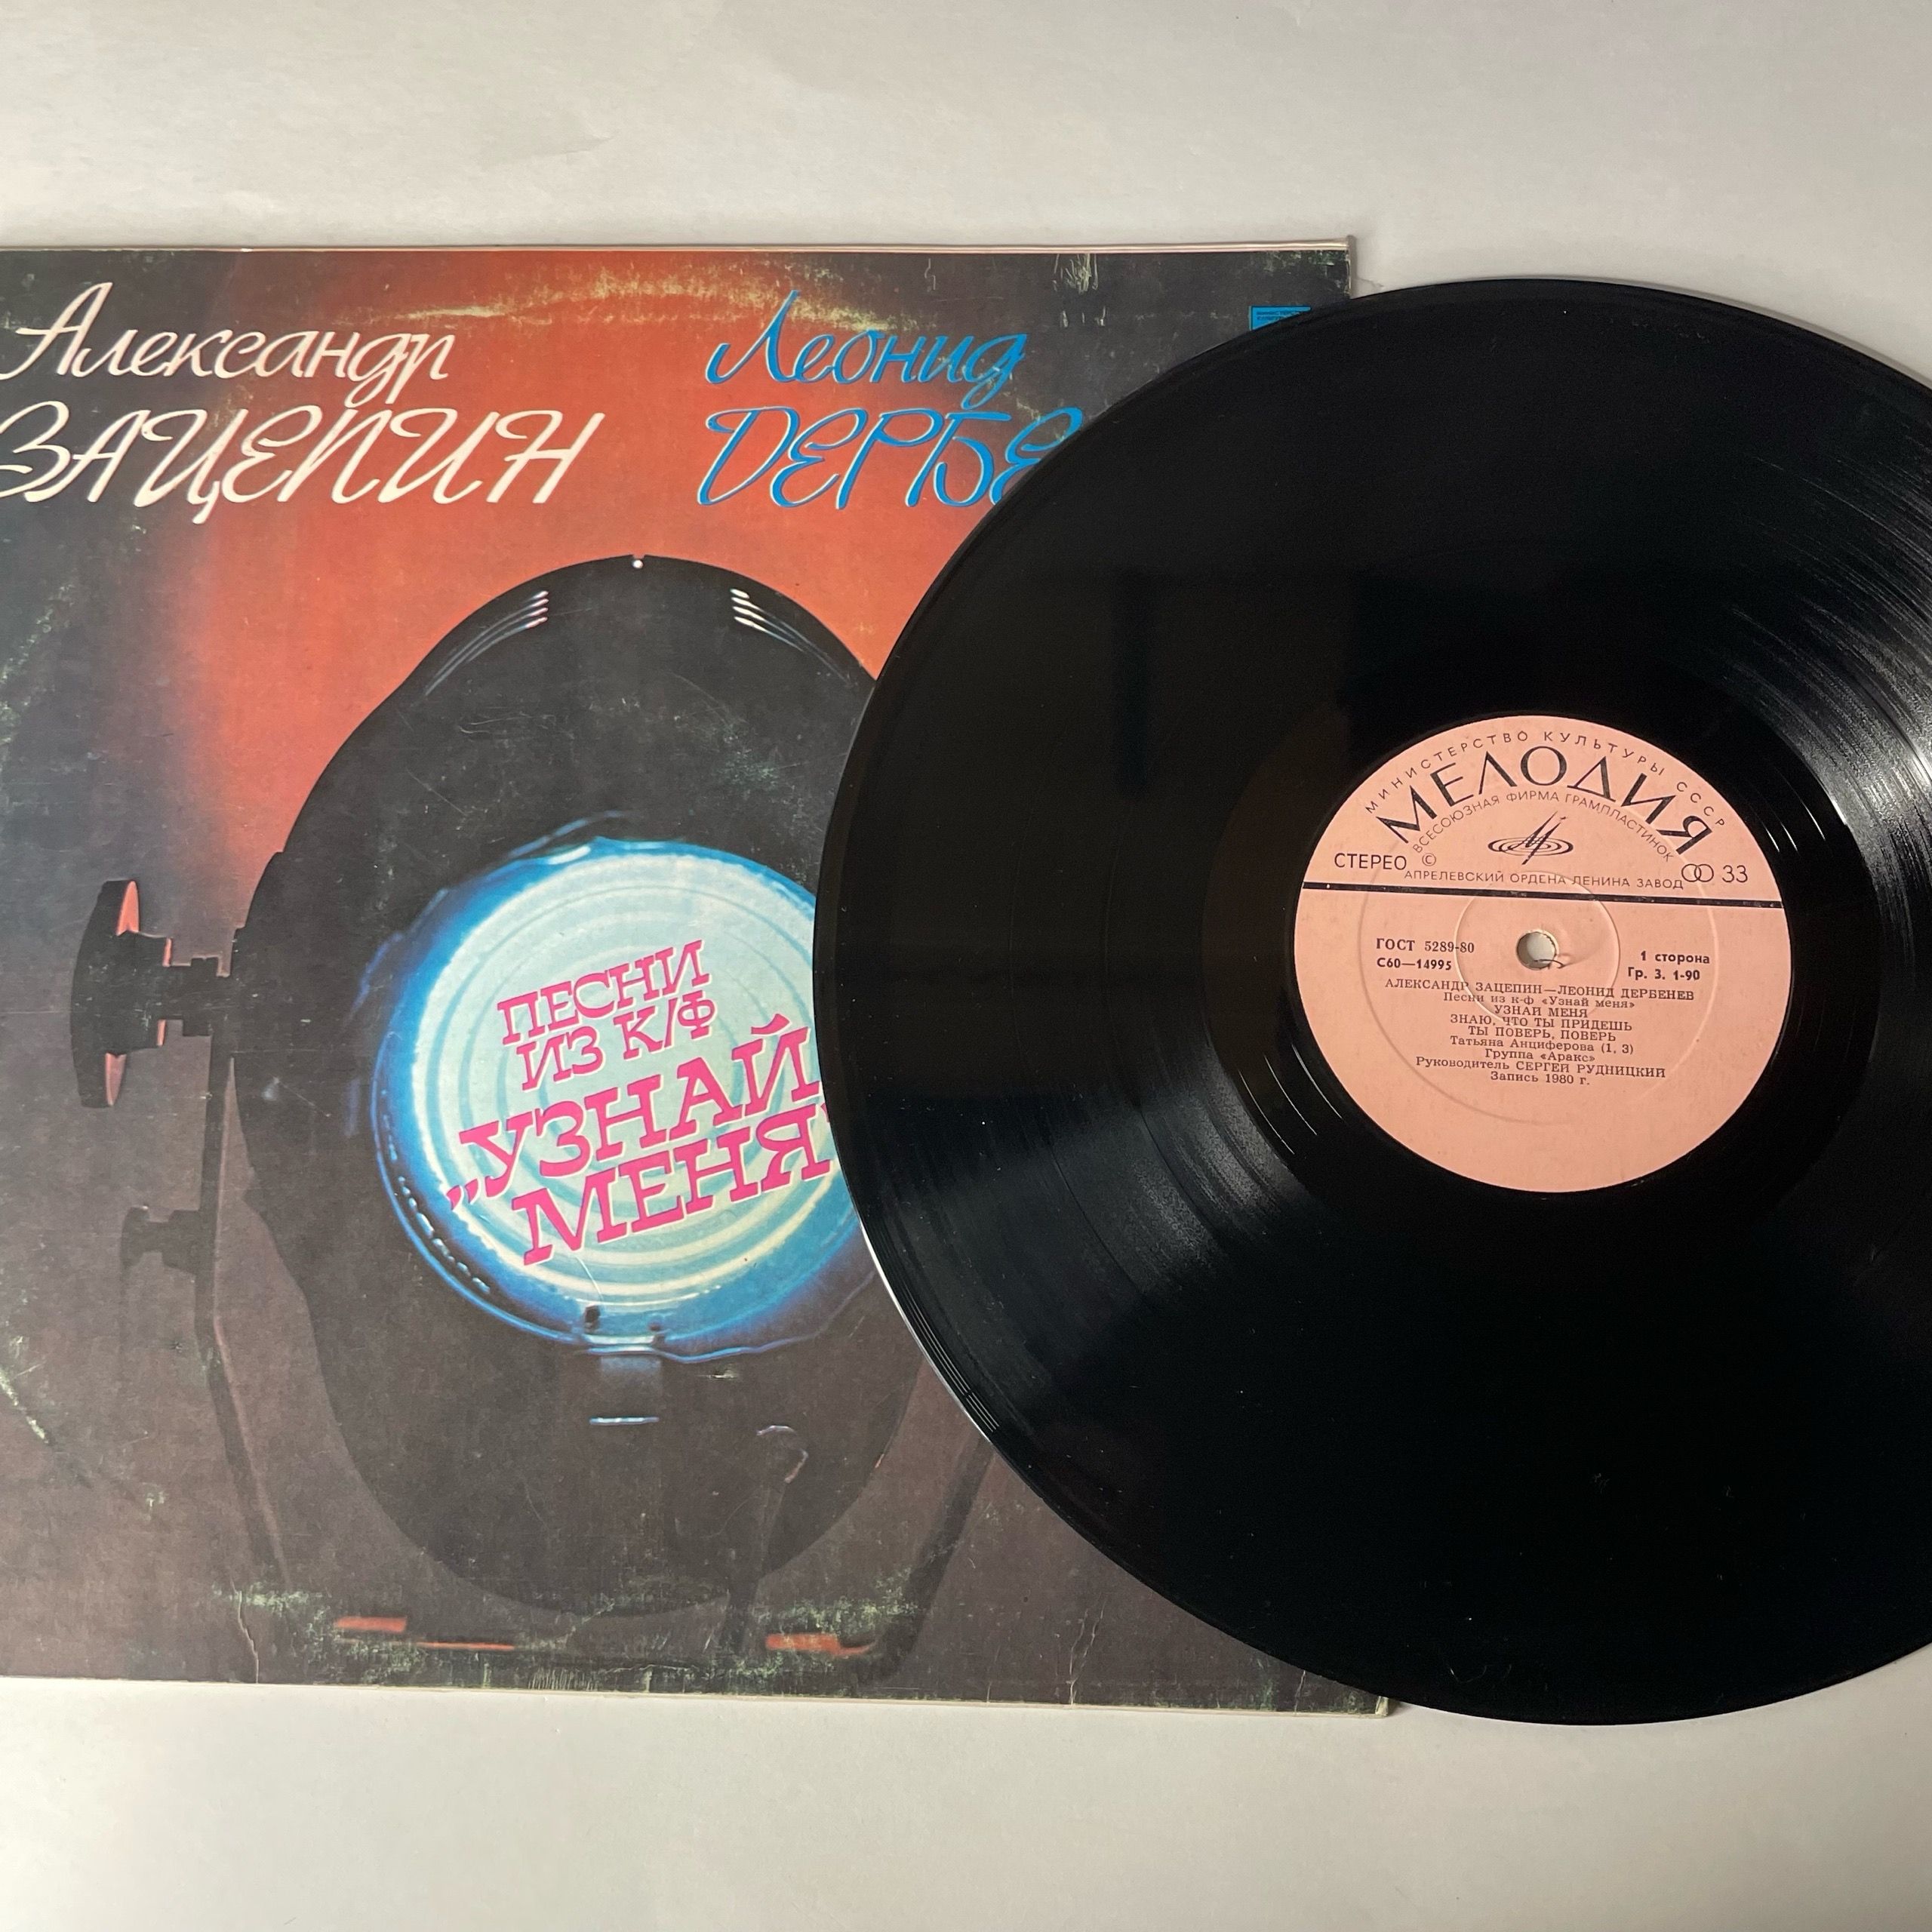 Александр
ЗАЦЕПИН
Леонид
ДЕРБЕ
ПЕСНИ
ИЗ К/Ф
„УЗНАЙ
МЕНЯ"
МИНИСТЕРСТВО КУЛЬТУРЫ СССР
МЕЛОДИЯ
ВСЕСОЮЗНАЯ ФИРМА ГРАМПЛАСТИНОК
СТЕРЕО ©
33
АПРЕЛЕВСКИЙ ОРДЕНА ЛЕНИНА ЗАВОД
ГОСТ 5289-80
С60—14995
1 сторона
Гр. 3. 1-90
АЛЕКСАНДР ЗАЦЕПИН—ЛЕОНИД ДЕРБЕНЕВ
Песни из к-ф «Узнай меня»
УЗНАЙ МЕНЯ
ЗНАЮ, ЧТО ТЫ ПРИДЕШЬ
ТЫ ПОВЕРЬ, ПОВЕРЬ
Татьяна Анциферова (1, 3)
Группа «Аракс»
Руководитель СЕРГЕЙ РУДНИЦКИЙ
Запись 1980 г.